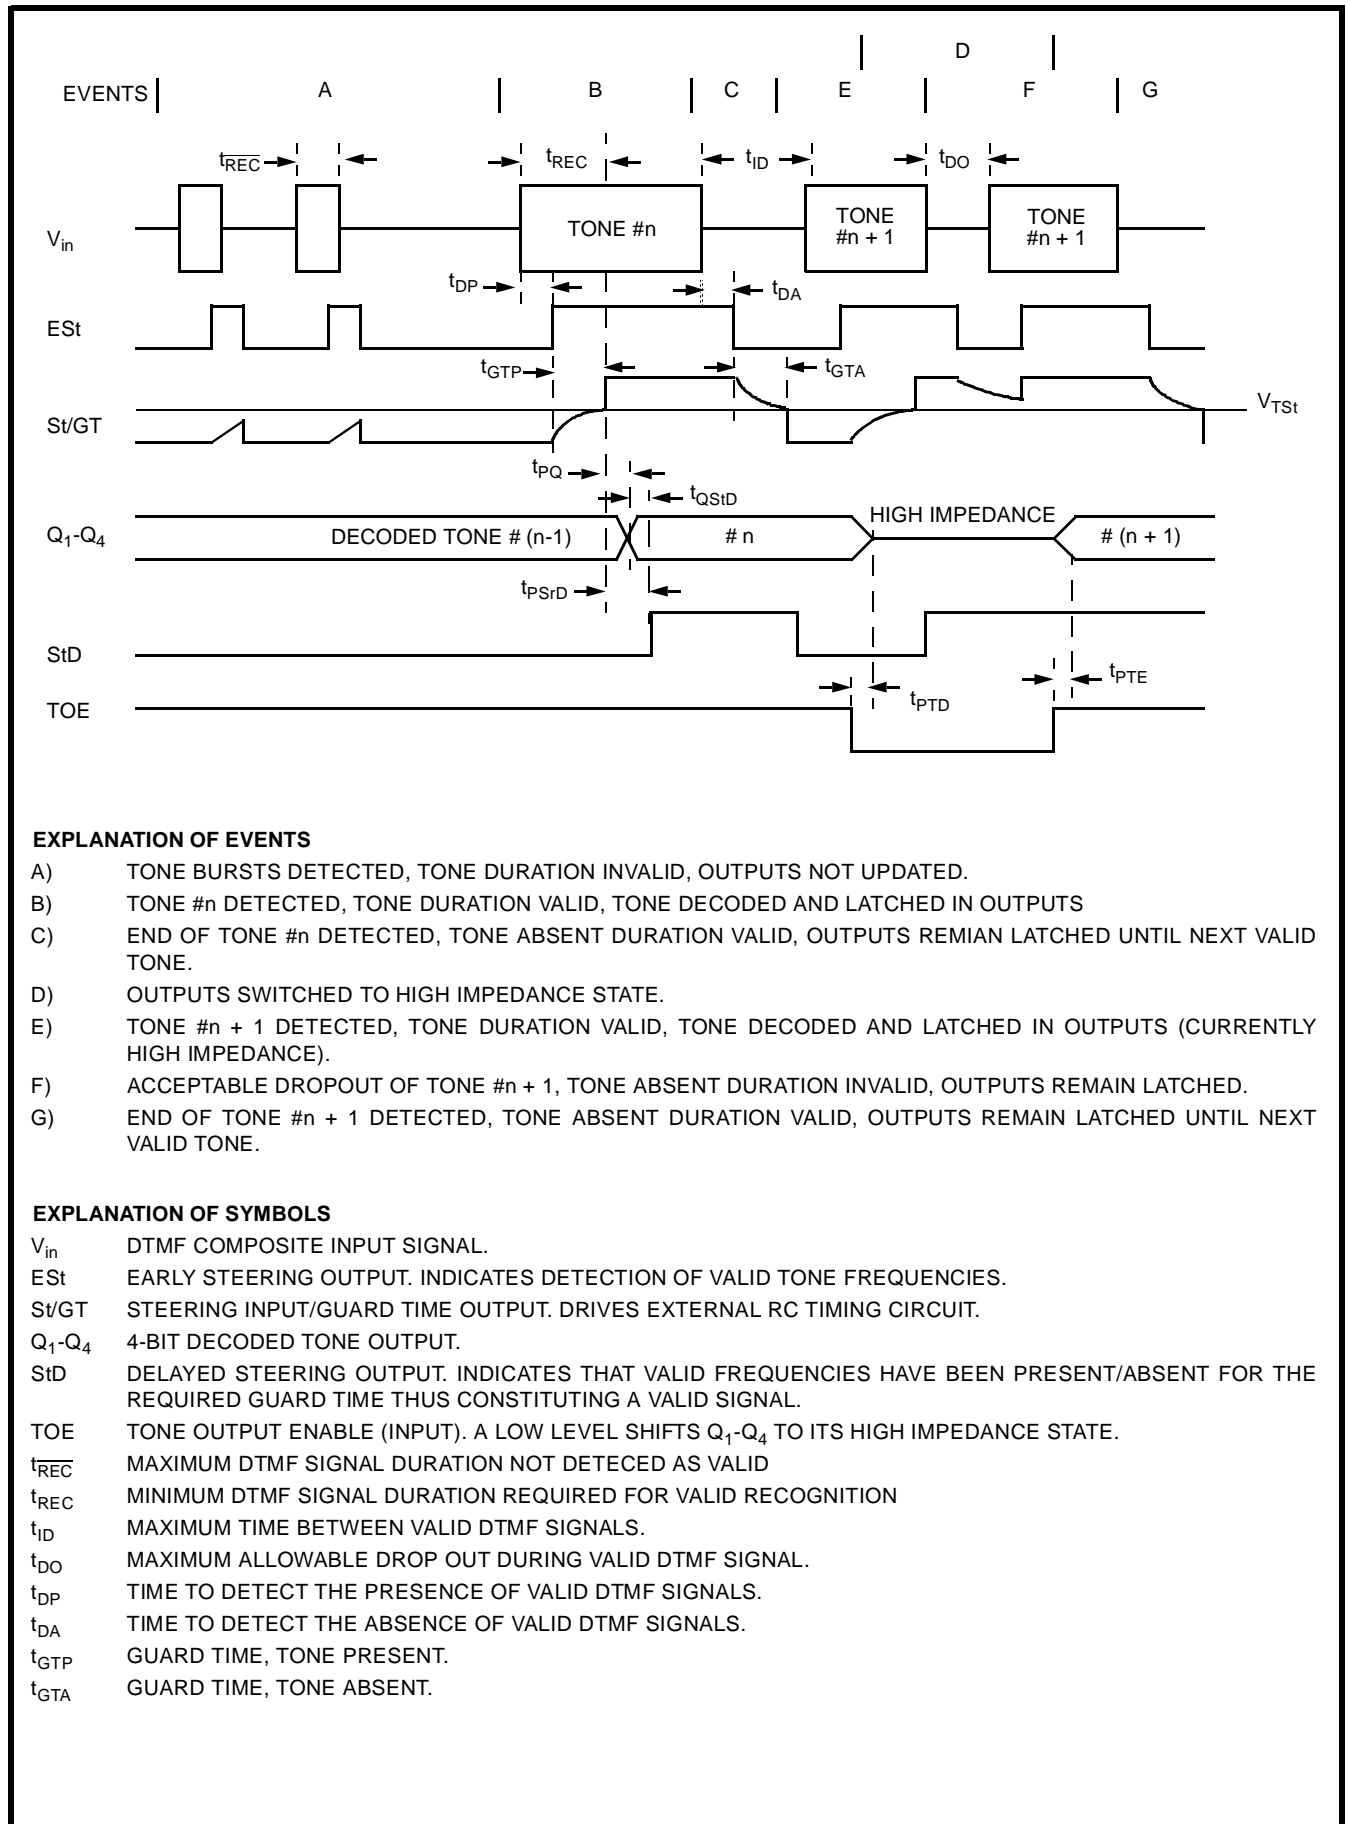 D
EVENTS A B C E F G
tREC tREC tID tDO
Vin TONE #n TONE #n + 1 TONE #n + 1
tDP tDA
ESt
tGTP tGTA
VTSt
St/GT
tPQ
tQStD
HIGH IMPEDANCE
Q1-Q4 DECODED TONE # (n-1) # n # (n + 1)
tPSrD
StD
tPTE
tPTD
TOE
EXPLANATION OF EVENTS
A) TONE BURSTS DETECTED, TONE DURATION INVALID, OUTPUTS NOT UPDATED.
B) TONE #n DETECTED, TONE DURATION VALID, TONE DECODED AND LATCHED IN OUTPUTS
C) END OF TONE #n DETECTED, TONE ABSENT DURATION VALID, OUTPUTS REMIAN LATCHED UNTIL NEXT VALID
TONE.
D) OUTPUTS SWITCHED TO HIGH IMPEDANCE STATE.
E) TONE #n + 1 DETECTED, TONE DURATION VALID, TONE DECODED AND LATCHED IN OUTPUTS (CURRENTLY
HIGH IMPEDANCE).
F) ACCEPTABLE DROPOUT OF TONE #n + 1, TONE ABSENT DURATION INVALID, OUTPUTS REMAIN LATCHED.
G) END OF TONE #n + 1 DETECTED, TONE ABSENT DURATION VALID, OUTPUTS REMAIN LATCHED UNTIL NEXT
VALID TONE.
EXPLANATION OF SYMBOLS
Vin DTMF COMPOSITE INPUT SIGNAL.
ESt EARLY STEERING OUTPUT. INDICATES DETECTION OF VALID TONE FREQUENCIES.
St/GT STEERING INPUT/GUARD TIME OUTPUT. DRIVES EXTERNAL RC TIMING CIRCUIT.
Q1-Q4 4-BIT DECODED TONE OUTPUT.
StD DELAYED STEERING OUTPUT. INDICATES THAT VALID FREQUENCIES HAVE BEEN PRESENT/ABSENT FOR THE
REQUIRED GUARD TIME THUS CONSTITUTING A VALID SIGNAL.
TOE TONE OUTPUT ENABLE (INPUT). A LOW LEVEL SHIFTS Q1-Q4 TO ITS HIGH IMPEDANCE STATE.
tREC MAXIMUM DTMF SIGNAL DURATION NOT DETECED AS VALID
tREC MINIMUM DTMF SIGNAL DURATION REQUIRED FOR VALID RECOGNITION
tID MAXIMUM TIME BETWEEN VALID DTMF SIGNALS.
tDO MAXIMUM ALLOWABLE DROP OUT DURING VALID DTMF SIGNAL.
tDP TIME TO DETECT THE PRESENCE OF VALID DTMF SIGNALS.
tDA TIME TO DETECT THE ABSENCE OF VALID DTMF SIGNALS.
tGTP GUARD TIME, TONE PRESENT.
tGTA GUARD TIME, TONE ABSENT.